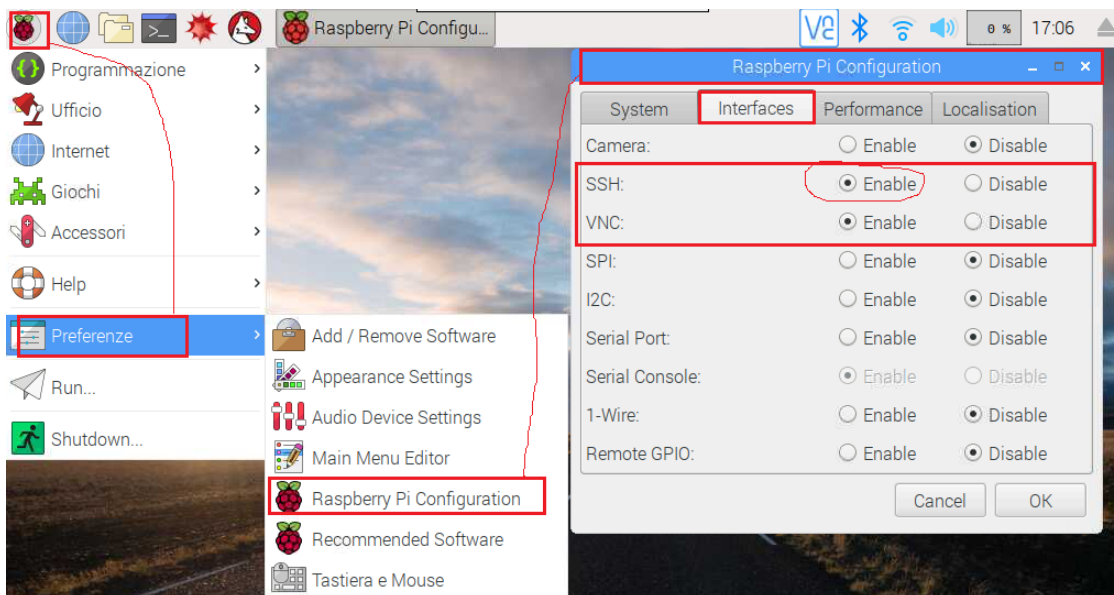 Raspberry Pi Configu...
0 %
17:06
Programmazione
Ufficio
Internet
Giochi
Accessori
Help
Preferenze
Run...
Shutdown...
Add / Remove Software
Appearance Settings
Audio Device Settings
Main Menu Editor
Raspberry Pi Configuration
Recommended Software
Tastiera e Mouse
Raspberry Pi Configuration
System Interfaces Performance Localisation
Camera: Enable Disable
SSH: Enable Disable
VNC: Enable Disable
SPI: Enable Disable
I2C: Enable Disable
Serial Port: Enable Disable
Serial Console: Enable Disable
1-Wire: Enable Disable
Remote GPIO: Enable Disable
Cancel OK